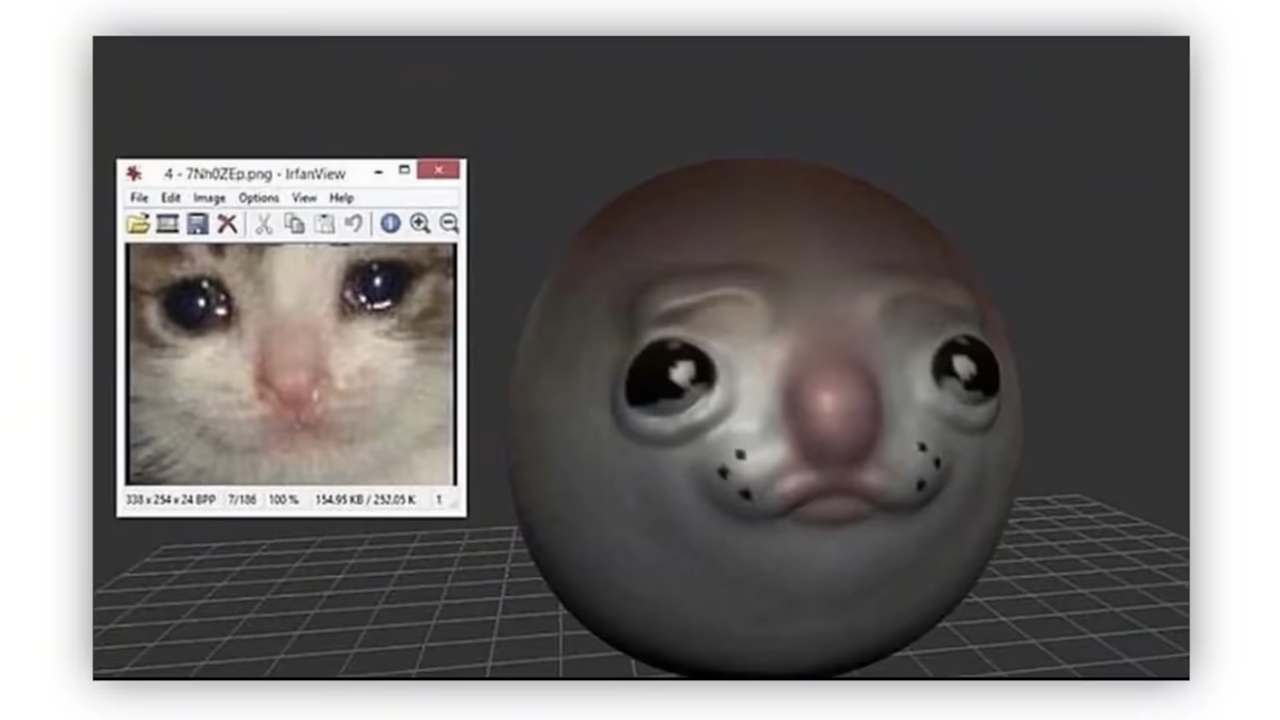 4 - 7Nh0ZEp.png - IrfanView
File Edit Image Options View Help
338 x 254 x 24 BPP 7/186 100 % 154.95 KB / 252.05 K 1